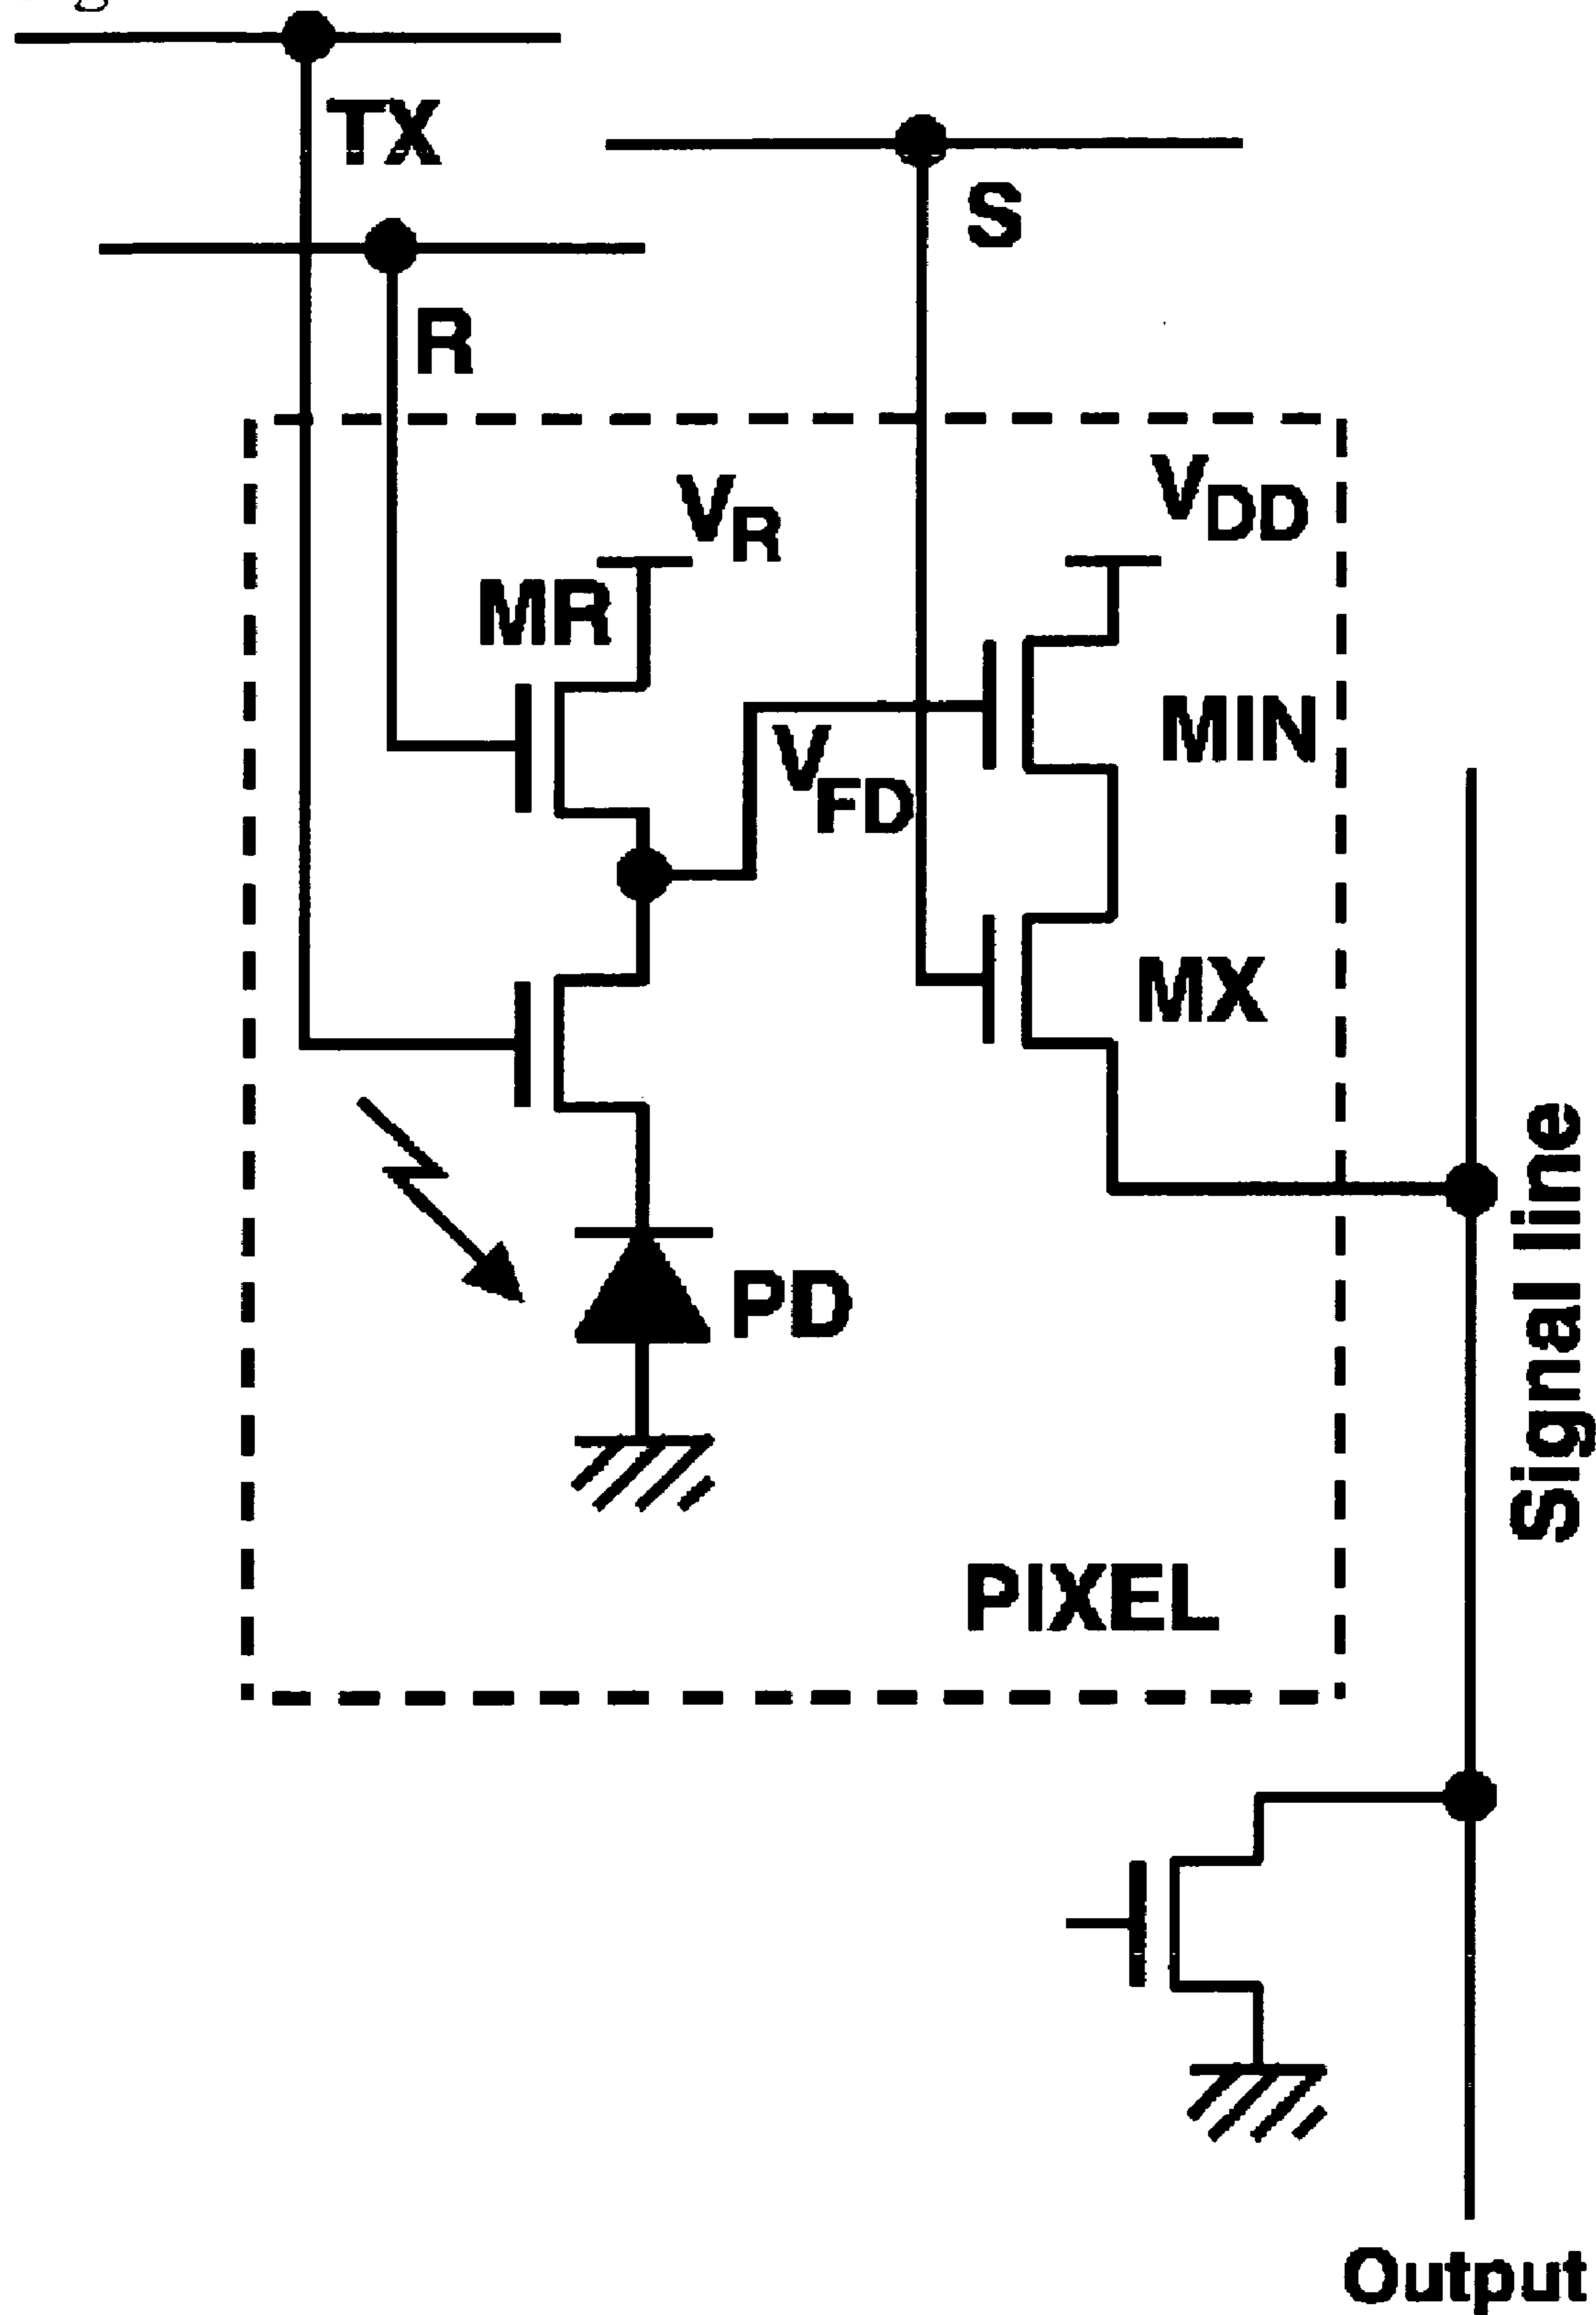 TX
S
R
VR
VDD
MR
MIN
VFD
MX
Signal line
PD
PIXEL
Output